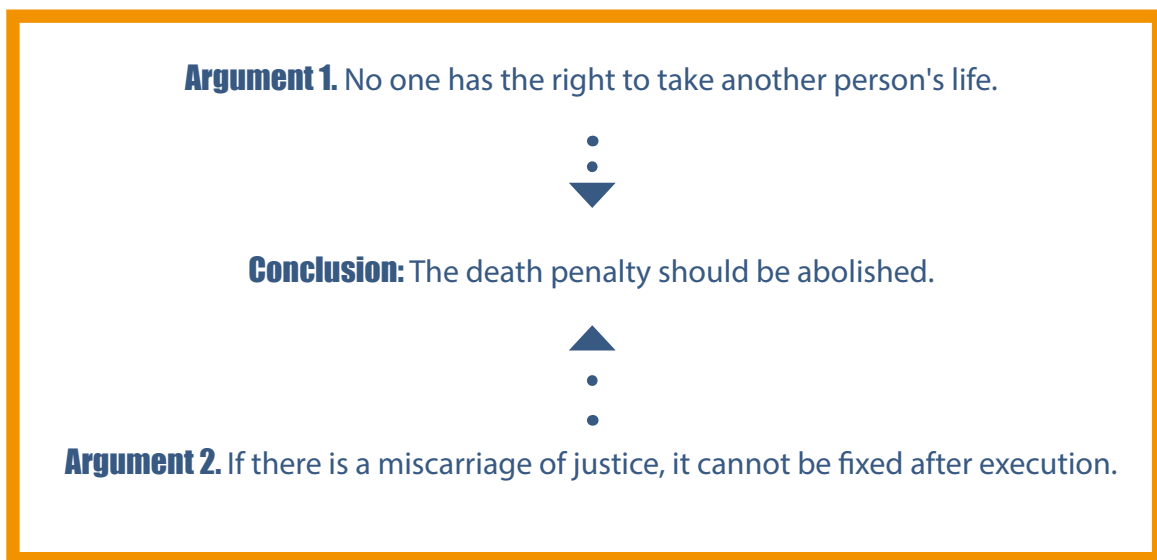 Argument 1. No one has the right to take another person's life.
Conclusion: The death penalty should be abolished.
Argument 2. If there is a miscarriage of justice, it cannot be fixed after execution.